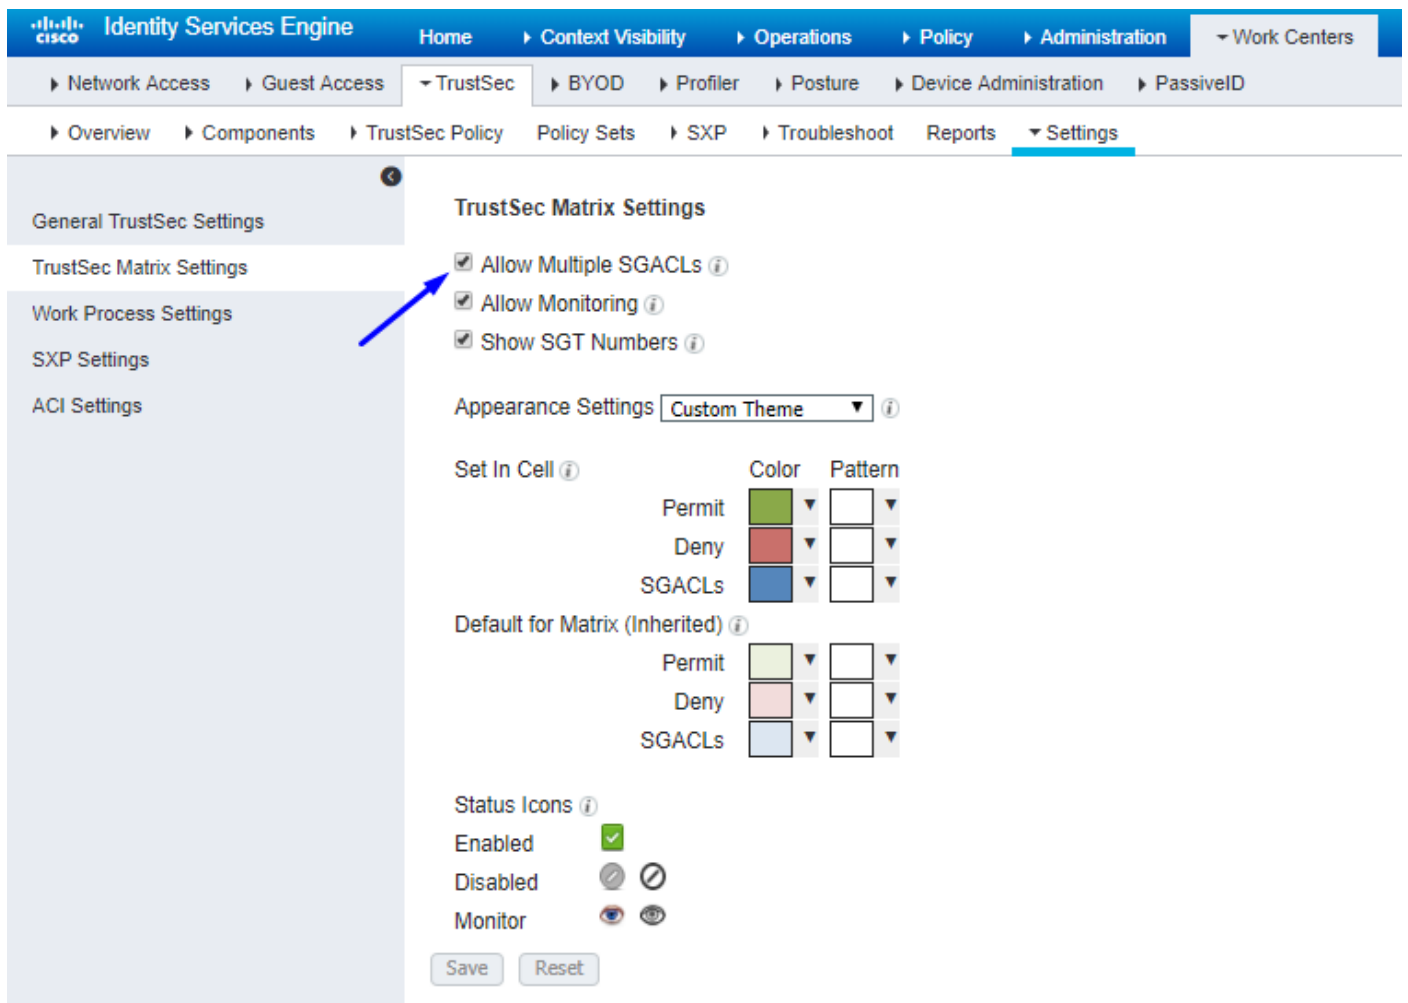 cisco Identity Services Engine Home Context Visibility Operations Policy Administration Work Centers
Network Access Guest Access TrustSec BYOD Profiler Posture Device Administration PassiveID
Overview Components TrustSec Policy Policy Sets SXP Troubleshoot Reports Settings
General TrustSec Settings
TrustSec Matrix Settings
Work Process Settings
SXP Settings
ACI Settings
TrustSec Matrix Settings
Allow Multiple SGACLs
Allow Monitoring
Show SGT Numbers
Appearance Settings Custom Theme
Set In Cell Color Pattern
Permit
Deny
SGACLs
Default for Matrix (Inherited)
Permit
Deny
SGACLs
Status Icons
Enabled
Disabled
Monitor
Save Reset